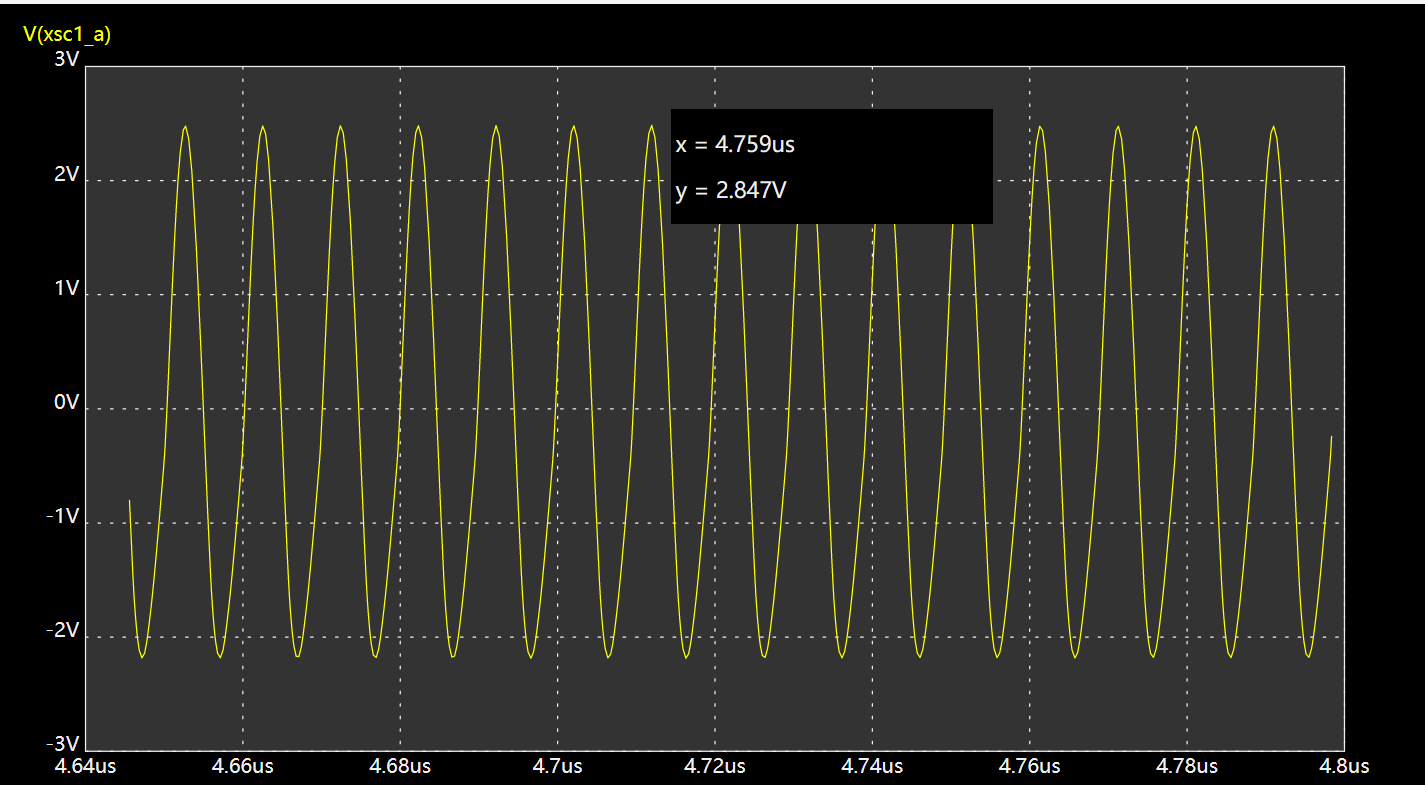 V(xsc1_a)
3V
x = 4.759us
2V
y = 2.847V
1V
0V
-1V
-2V
-3V
4.64us 4.66us 4.68us 4.7us 4.72us 4.74us 4.76us 4.78us 4.8us